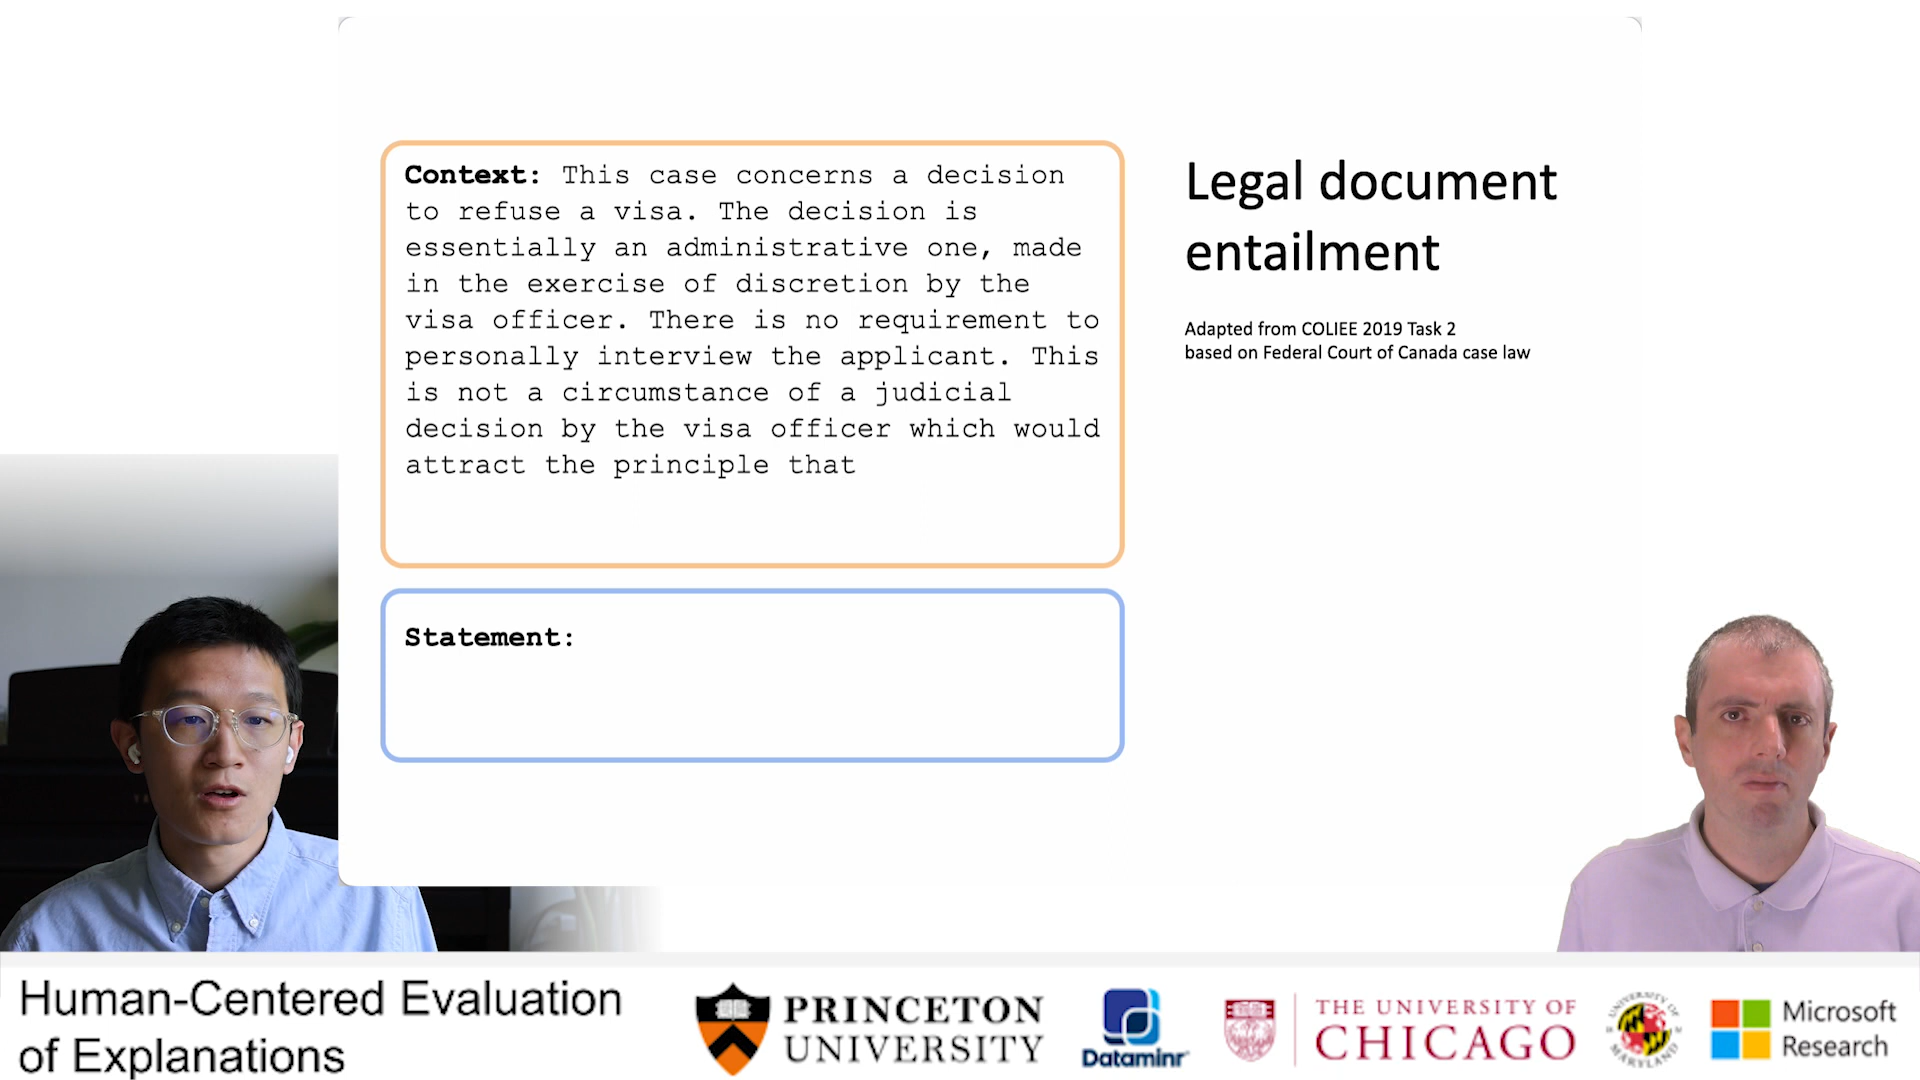 Context: This case concerns a decision
to refuse a visa. The decision is
essentially an administrative one, made
in the exercise of discretion by the
visa officer. There is no requirement to
personally interview the applicant. This
is not a circumstance of a judicial
decision by the visa officer which would
attract the principle that
Statement:
Legal document
entailment
Adapted from COLIEE 2019 Task 2
based on Federal Court of Canada case law
Human-Centered Evaluation
of Explanations
PRINCETON
UNIVERSITY
Dataminr
THE UNIVERSITY OF
CHICAGO
UNIVERSITY OF
MARYLAND
Microsoft
Research